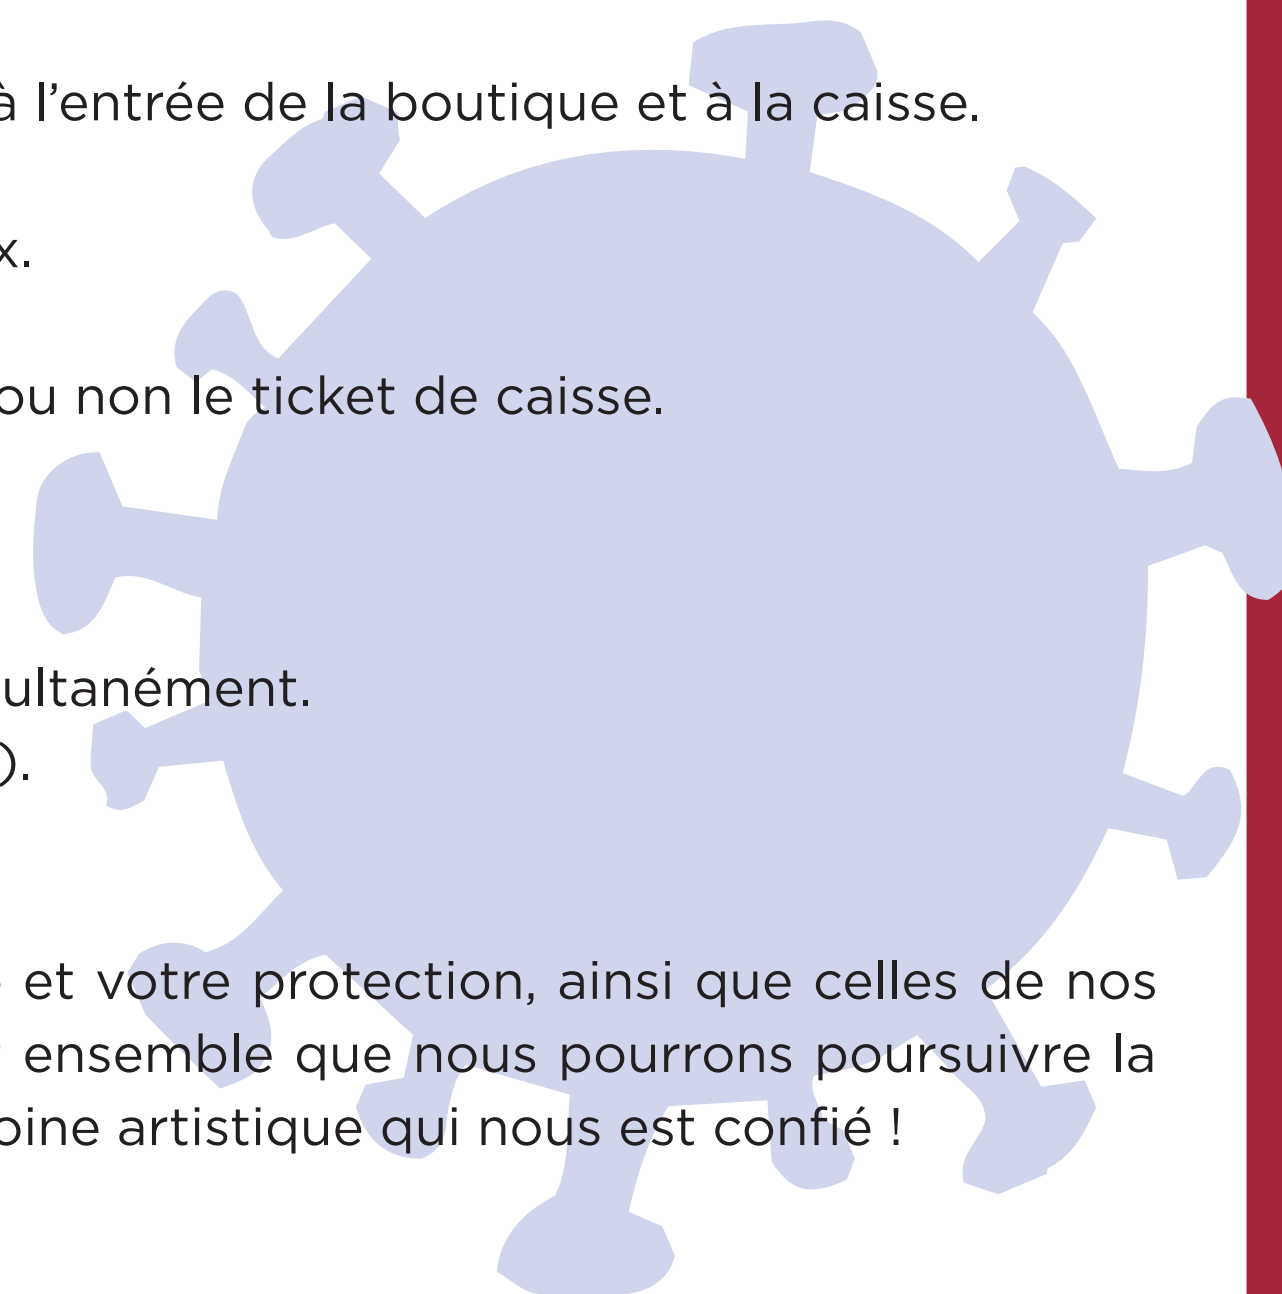 à l’entrée de la boutique et à la caisse.
x.
ou non le ticket de caisse.
ultanément.
).
et votre protection, ainsi que celles de nos
ensemble que nous pourrons poursuivre la
oine artistique qui nous est confié !